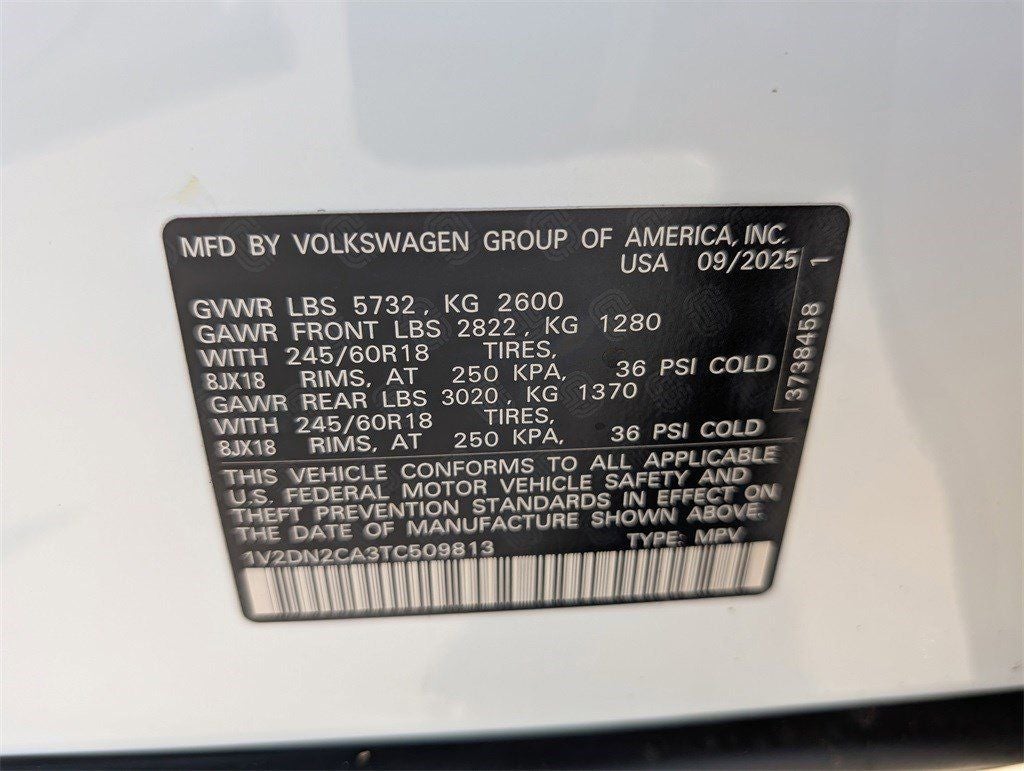 MFD BY VOLKSWAGEN GROUP OF AMERICA, INC.
USA 09/2025
GVWR LBS 5732, KG 2600
GAWR FRONT LBS 2822, KG 1280
WITH 245/60R18 TIRES,
8JX18 RIMS, AT 250 KPA, 36 PSI COLD
GAWR REAR LBS 3020, KG 1370
WITH 245/60R18 TIRES,
8JX18 RIMS, AT 250 KPA, 36 PSI COLD
THIS VEHICLE CONFORMS TO ALL APPLICABLE
U.S. FEDERAL MOTOR VEHICLE SAFETY AND
THEFT PREVENTION STANDARDS IN EFFECT ON
THE DATE OF MANUFACTURE SHOWN ABOVE.
1V2DN2CA3TC509813 TYPE: MPV
3738458 1